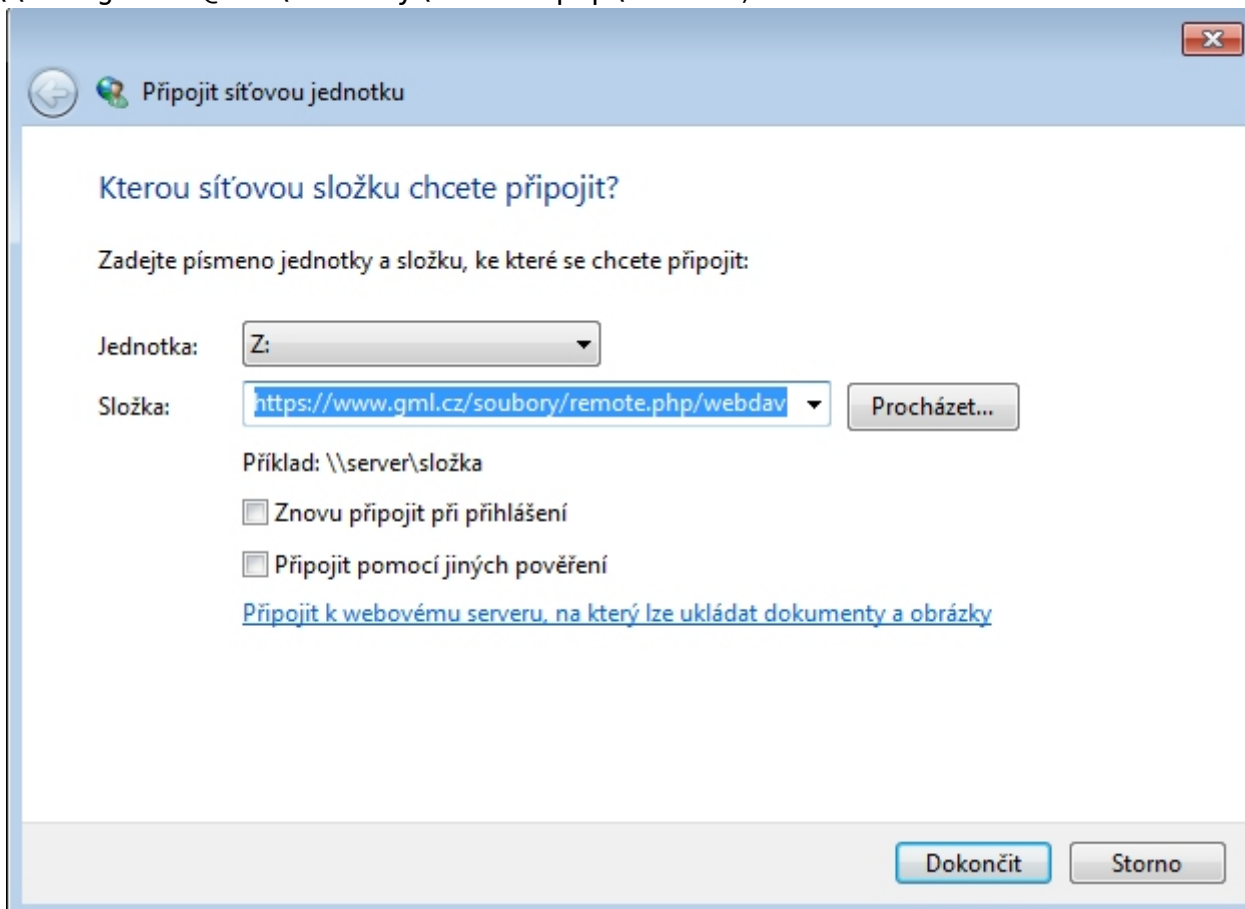 Připojit síťovou jednotku
Kterou síťovou složku chcete připojit?
Zadejte písmeno jednotky a složku, ke které se chcete připojit:
Jednotka: Z:
Složka: https://www.gml.cz/soubory/remote.php/webdav Procházet...
Příklad: \\server\složka
Znovu připojit při přihlášení
Připojit pomocí jiných pověření
Připojit k webovému serveru, na který lze ukládat dokumenty a obrázky
Dokončit Storno